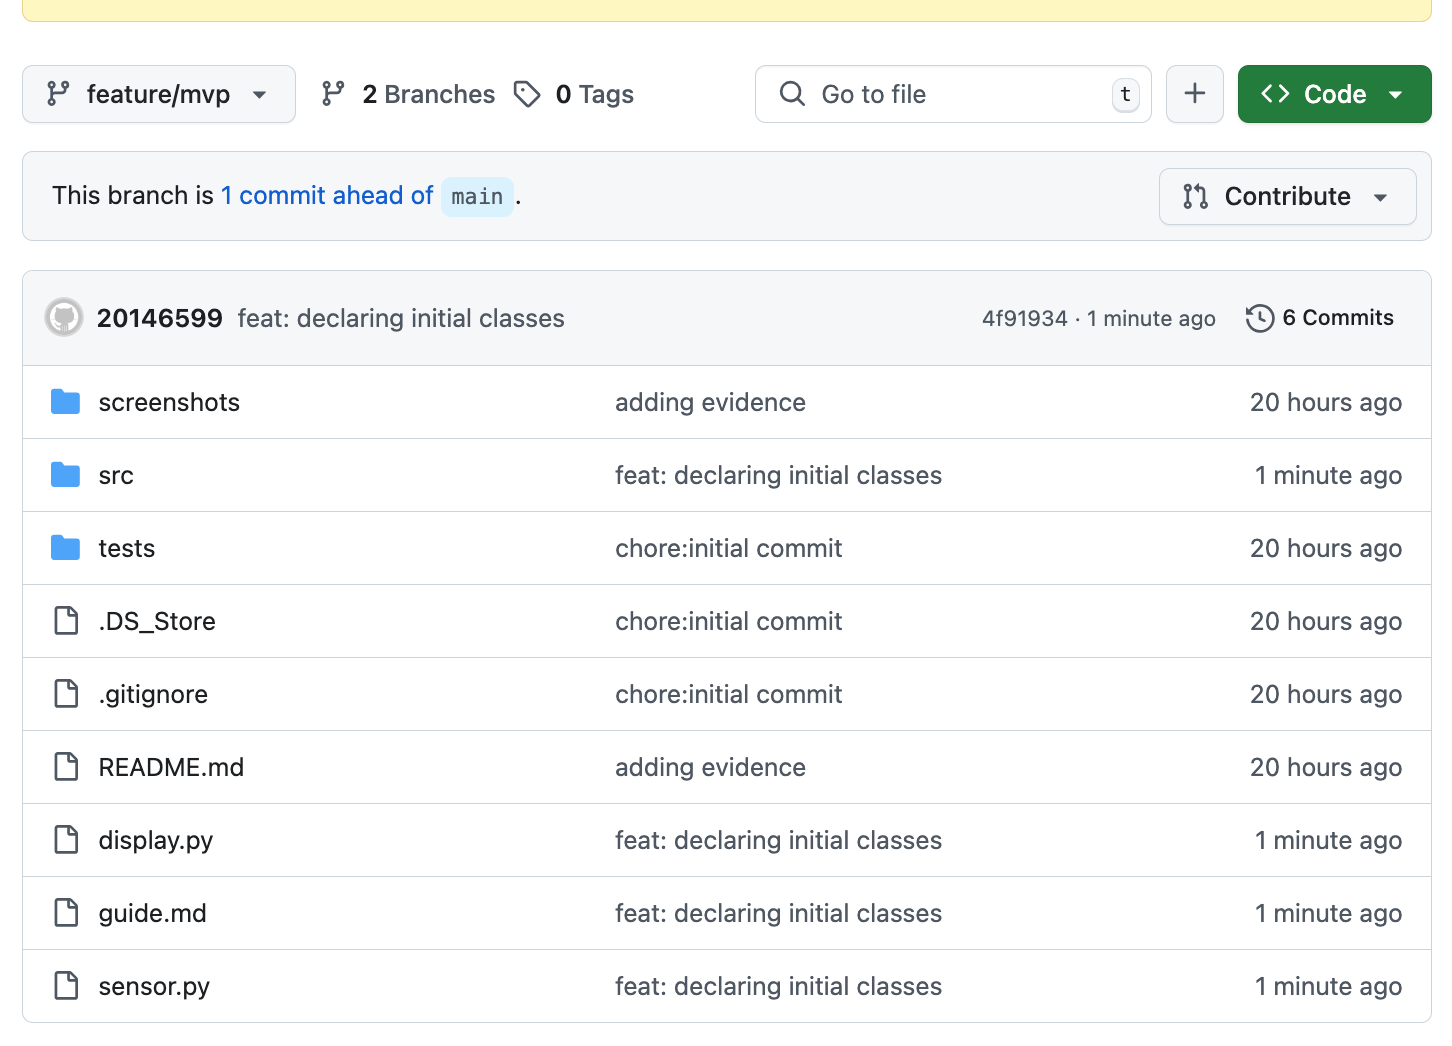 feature/mvp 2 Branches 0 Tags Go to file t Code
This branch is 1 commit ahead of main. Contribute
20146599 feat: declaring initial classes 4f91934 · 1 minute ago 6 Commits
screenshots adding evidence 20 hours ago
src feat: declaring initial classes 1 minute ago
tests chore:initial commit 20 hours ago
.DS_Store chore:initial commit 20 hours ago
.gitignore chore:initial commit 20 hours ago
README.md adding evidence 20 hours ago
display.py feat: declaring initial classes 1 minute ago
guide.md feat: declaring initial classes 1 minute ago
sensor.py feat: declaring initial classes 1 minute ago